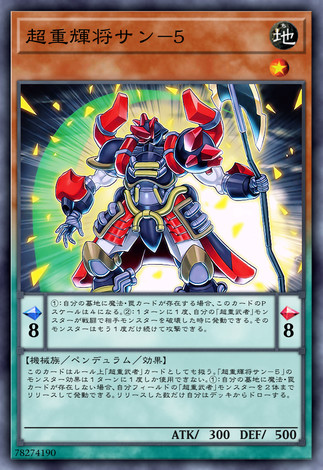 超重輝将サン-5
地
①:自分の墓地に魔法・罠カードが存在する場合、このカードのP
スケールは4になる。②:1ターンに1度、自分の「超重武者」モン
スターが戦闘で相手モンスターを破壊した時に発動できる。その
モンスターはもう1度だけ続けて攻撃できる。
8
8
【機械族/ペンデュラム/効果】
このカードはルール上「超重武者」カードとしても扱う。「超重輝将サン-5」の
モンスター効果は1ターンに1度しか使用できない。①:自分の墓地に魔法・罠
カードが存在しない場合、自分フィールドの「超重武者」モンスターを2体まで
リリースして発動できる。リリースした数だけ自分はデッキからドローする。
ATK/ 300 DEF/ 500
78274190